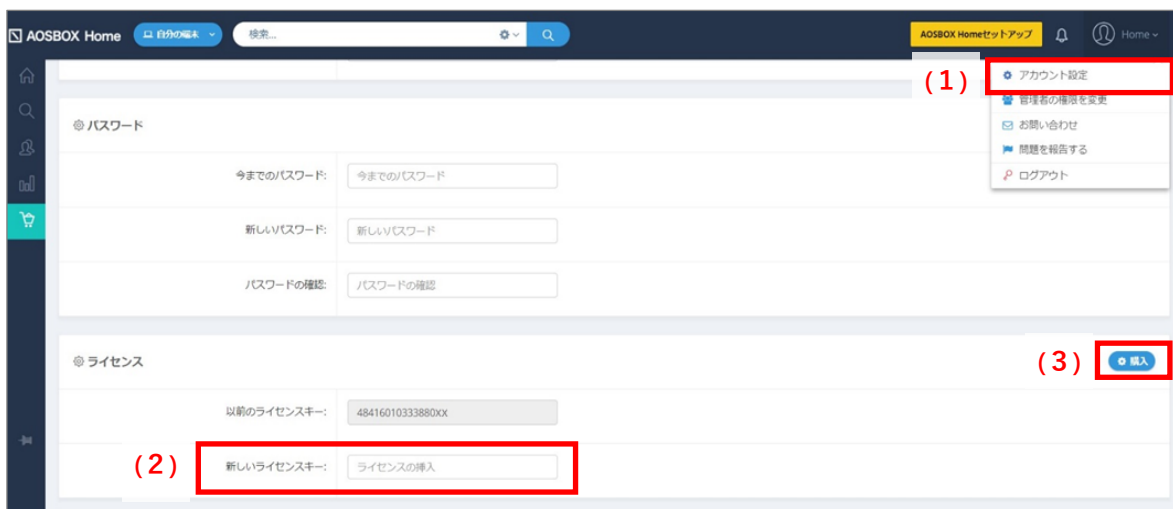 AOSBOX Home 自分の端末 検索... AOSBOX Homeセットアップ Home
(1) アカウント設定
管理者の権限を変更
お問い合わせ
問題を報告する
ログアウト
パスワード
今までのパスワード: 今までのパスワード
新しいパスワード: 新しいパスワード
パスワードの確認: パスワードの確認
ライセンス (3) 購入
以前のライセンスキー: 48416010333880XX
(2) 新しいライセンスキー: ライセンスの挿入